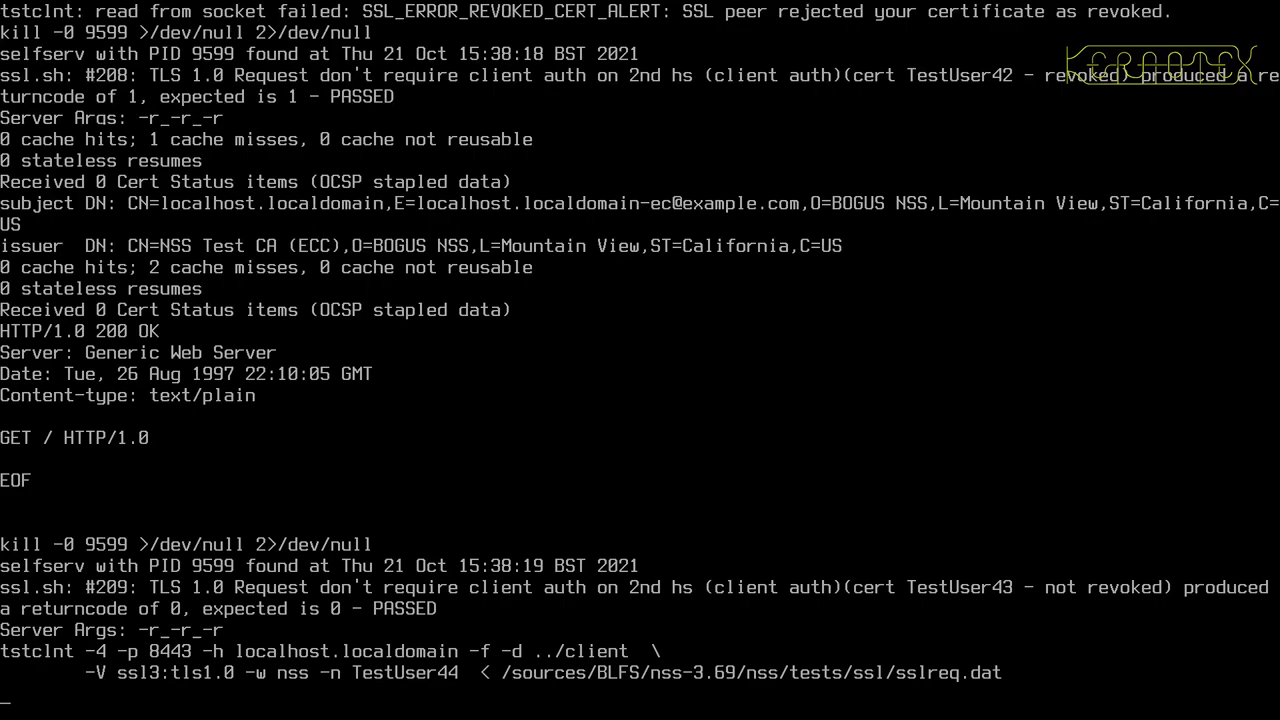 tstclnt: read from socket failed: SSL_ERROR_REVOKED_CERT_ALERT: SSL peer rejected your certificate as revoked.
kill -0 9599 >/dev/null 2>/dev/null
selfserv with PID 9599 found at Thu 21 Oct 15:38:18 BST 2021
ssl.sh: #208: TLS 1.0 Request don't require client auth on 2nd hs (client auth)(cert TestUser42 - revoked) produced a re
turncode of 1, expected is 1 - PASSED
Server Args: -r_-r_-r
0 cache hits; 1 cache misses, 0 cache not reusable
0 stateless resumes
Received 0 Cert Status items (OCSP stapled data)
subject DN: CN=localhost.localdomain,E=localhost.localdomain-ec@example.com,O=BOGUS NSS,L=Mountain View,ST=California,C=
US
issuer  DN: CN=NSS Test CA (ECC),O=BOGUS NSS,L=Mountain View,ST=California,C=US
0 cache hits; 2 cache misses, 0 cache not reusable
0 stateless resumes
Received 0 Cert Status items (OCSP stapled data)
HTTP/1.0 200 OK
Server: Generic Web Server
Date: Tue, 26 Aug 1997 22:10:05 GMT
Content-type: text/plain
GET / HTTP/1.0
EOF
kill -0 9599 >/dev/null 2>/dev/null
selfserv with PID 9599 found at Thu 21 Oct 15:38:19 BST 2021
ssl.sh: #209: TLS 1.0 Request don't require client auth on 2nd hs (client auth)(cert TestUser43 - not revoked) produced
a returncode of 0, expected is 0 - PASSED
Server Args: -r_-r_-r
tstclnt -4 -p 8443 -h localhost.localdomain -f -d ../client  \
        -V ssl3:tls1.0 -w nss -n TestUser44  < /sources/BLFS/nss-3.69/nss/tests/ssl/sslreq.dat